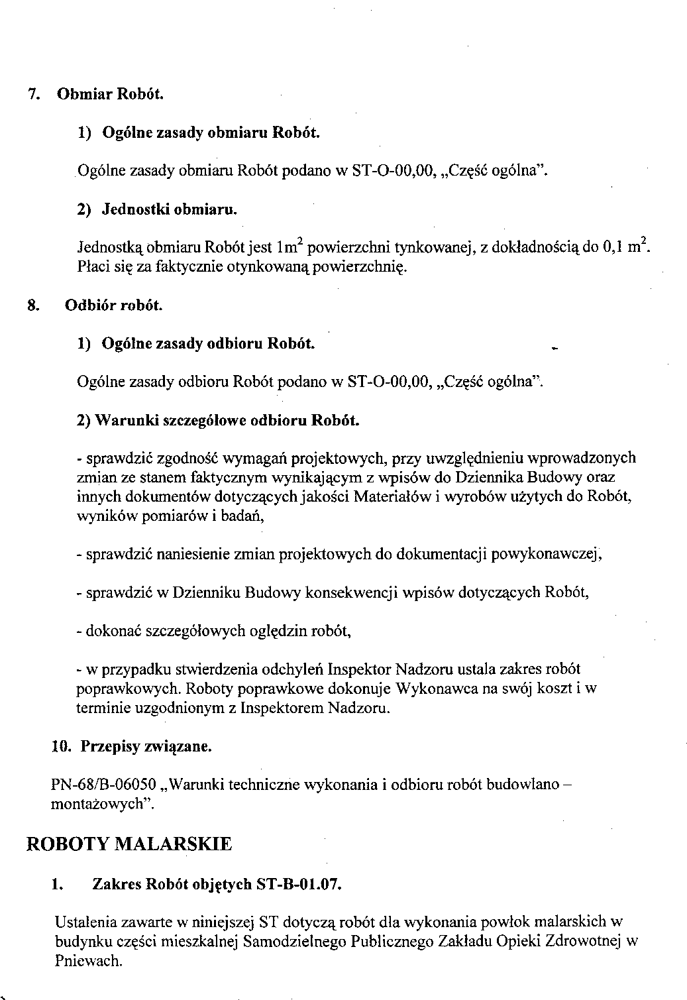 7. Obmiar Robót.
1) Ogólne zasady obmiaru Robót.
Ogólne zasady obmiaru Robót podano w ST-O-00,00, „Część ogólna”.
2) Jednostki obmiaru.
Jednostką obmiaru Robót jest 1m² powierzchni tynkowanej, z dokładnością do 0,1 m².
Płaci się za faktycznie otynkowaną powierzchnię.
8. Odbiór robót.
1) Ogólne zasady odbioru Robót.
Ogólne zasady odbioru Robót podano w ST-O-00,00, „Część ogólna”.
2) Warunki szczegółowe odbioru Robót.
- sprawdzić zgodność wymagań projektowych, przy uwzględnieniu wprowadzonych
zmian ze stanem faktycznym wynikającym z wpisów do Dziennika Budowy oraz
innych dokumentów dotyczących jakości Materiałów i wyrobów użytych do Robót,
wyników pomiarów i badań,
- sprawdzić naniesienie zmian projektowych do dokumentacji powykonawczej,
- sprawdzić w Dzienniku Budowy konsekwencji wpisów dotyczących Robót,
- dokonać szczegółowych oględzin robót,
- w przypadku stwierdzenia odchyleń Inspektor Nadzoru ustala zakres robót
poprawkowych. Roboty poprawkowe dokonuje Wykonawca na swój koszt i w
terminie uzgodnionym z Inspektorem Nadzoru.
10. Przepisy związane.
PN-68/B-06050 „Warunki techniczne wykonania i odbioru robót budowlano –
montażowych”.
ROBOTY MALARSKIE
1. Zakres Robót objętych ST-B-01.07.
Ustalenia zawarte w niniejszej ST dotyczą robót dla wykonania powłok malarskich w
budynku części mieszkalnej Samodzielnego Publicznego Zakładu Opieki Zdrowotnej w
Pniewach.